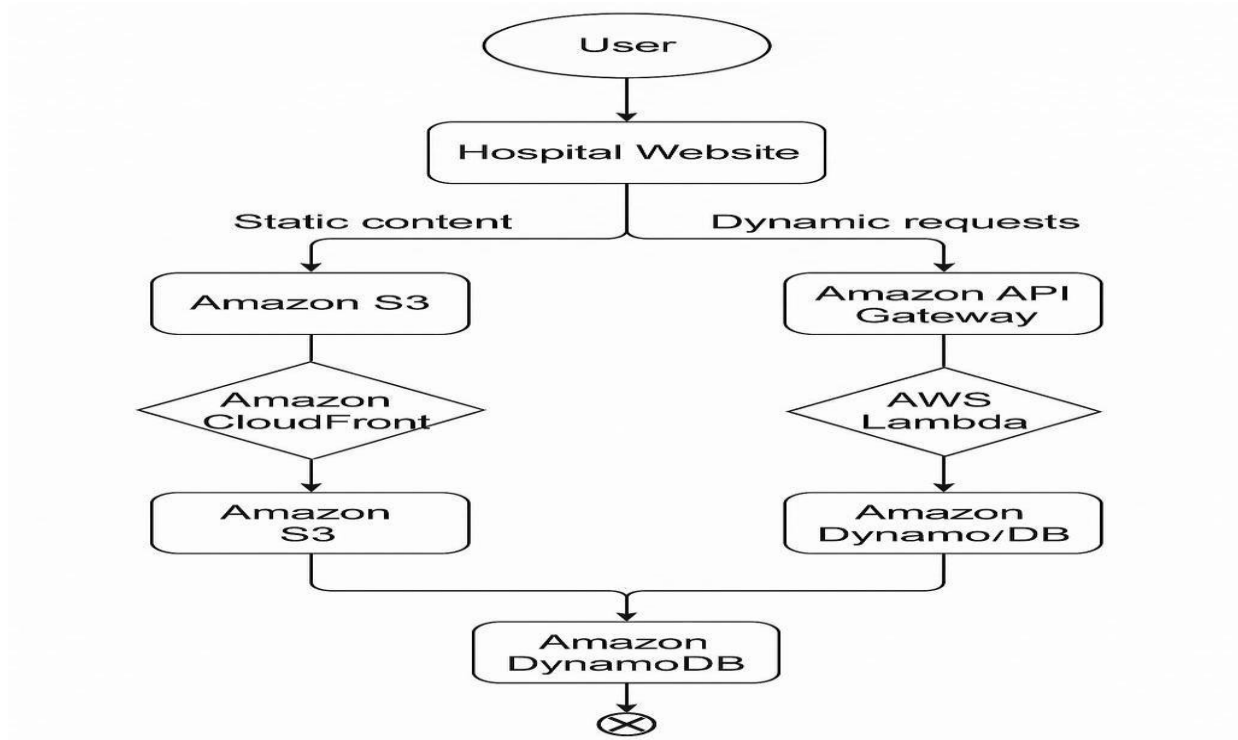 User
Hospital Website
Static content
Dynamic requests
Amazon S3
Amazon API
Gateway
Amazon
CloudFront
AWS
Lambda
Amazon
S3
Amazon
Dynamo/DB
Amazon
DynamoDB